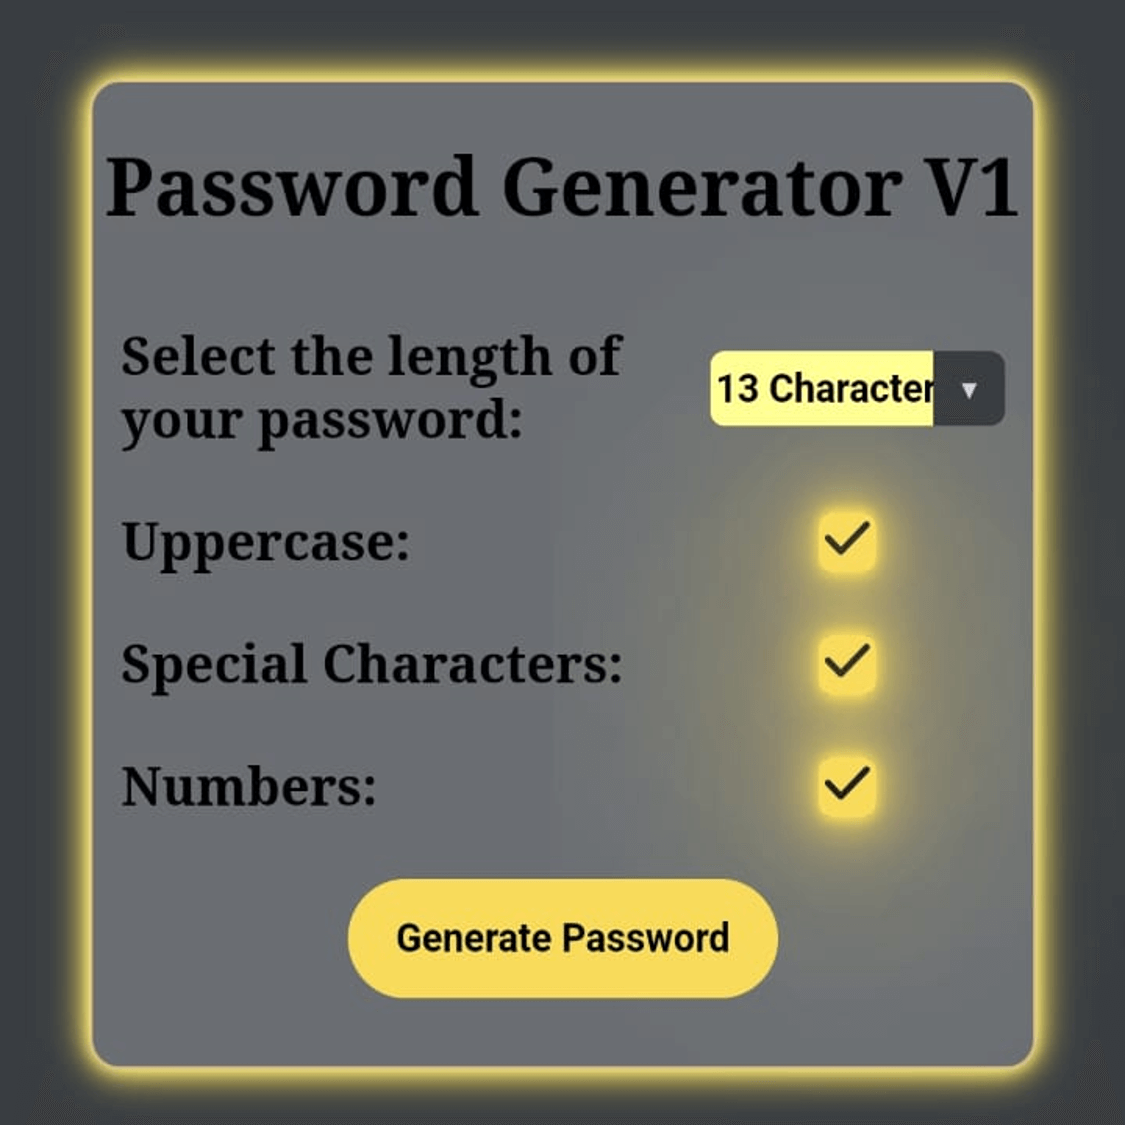 Password Generator V1
Select the length of
your password:
13 Character
Uppercase:
Special Characters:
Numbers:
Generate Password